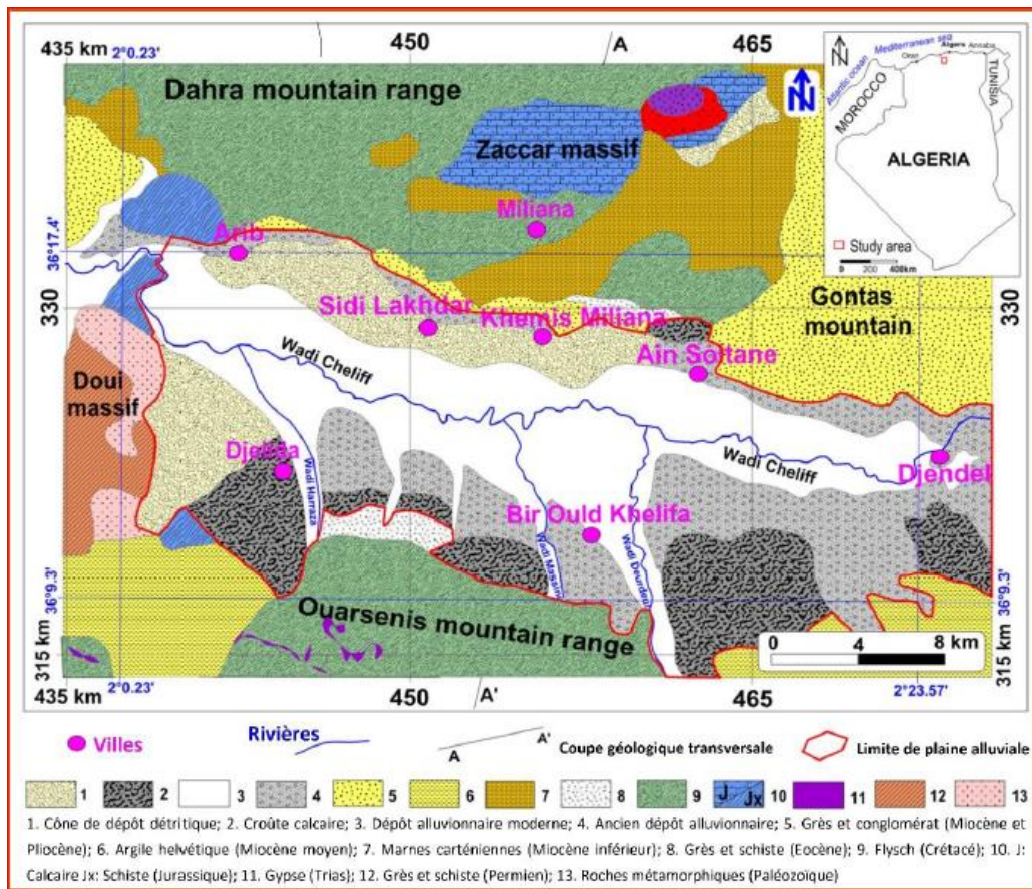 435 km
2°0.23'
450
A
465
Dahra mountain range
N
Zaccar massif
Miliana
Arib
36°17.4'
330
Sidi Lakhdar
Khemis Miliana
Gontas
mountain
330
Ain Soltane
Wadi Cheliff
Doui
massif
Djelida
Wadi Harraza
Wadi Cheliff
Djendel
Bir Ould Khelifa
Wadi Massin
Wadi Deurdeur
36°9.3'
36°9.3'
Ouarsenis mountain range
0 4 8 km
315 km
315 km
435 km
2°0.23'
450
A'
465
2°23.57'
N
Mediterranean sea
Algers
Oran
Annaba
Atlantic ocean
MOROCCO
TUNISIA
ALGERIA
Study area
0 200 400km
Villes
Rivières
A A'
Coupe géologique transversale
Limite de plaine alluviale
1 2 3 4 5 6 7 8 9 J Jx 10 11 12 13
1. Cône de dépôt détritique; 2. Croûte calcaire; 3. Dépôt alluvionnaire moderne; 4. Ancien dépôt alluvionnaire; 5. Grès et conglomérat (Miocène et
Pliocène); 6. Argile helvétique (Miocène moyen); 7. Marnes carténiennes (Miocène inférieur); 8. Grès et schiste (Eocène); 9. Flysch (Crétacé); 10. J:
Calcaire Jx: Schiste (Jurassique); 11. Gypse (Trias); 12. Grès et schiste (Permien); 13. Roches métamorphiques (Paléozoïque)